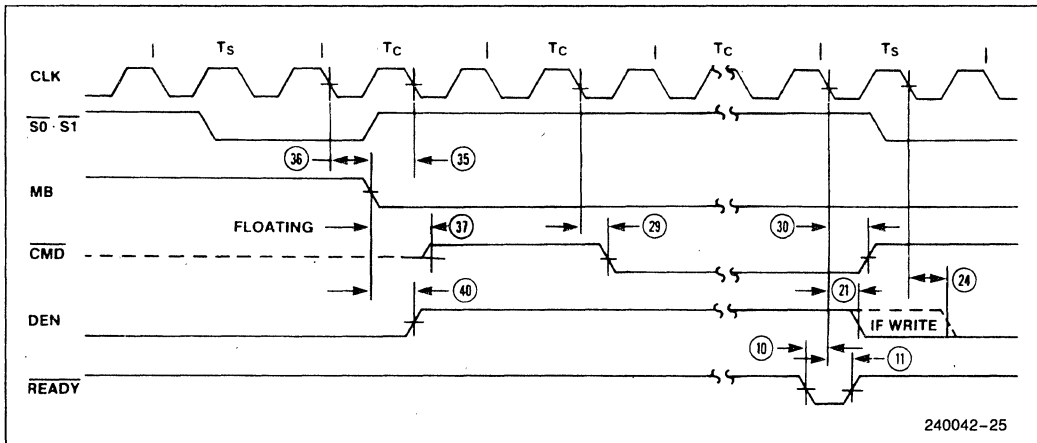 | TS | TC | TC | TC | TS |
CLK
S0 · S1
36 35
MB
FLOATING 37 29 30
CMD
40 21 24
DEN
IF WRITE
10 11
READY
240042-25